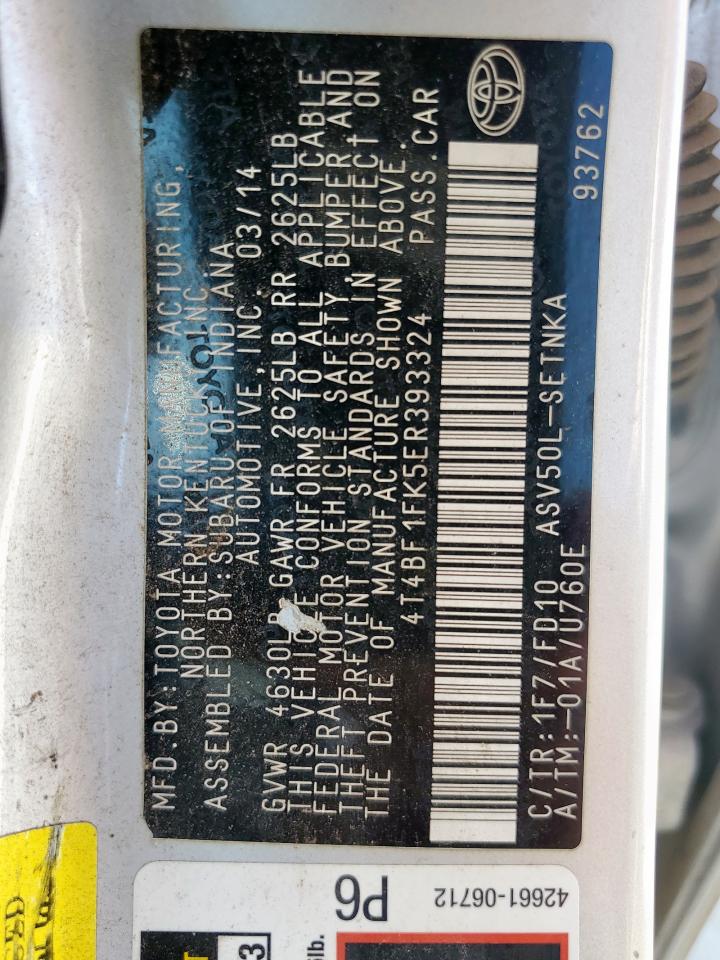 MFD.BY:TOYOTA MOTOR MANUFACTURING,
NORTHERN KENTUCKY, INC.
ASSEMBLED BY:SUBARU OF INDIANA
AUTOMOTIVE,INC. 03/14
GVWR 4630LB GAWR FR 2625LB RR 2625LB
THIS VEHICLE CONFORMS TO ALL APPLICABLE
FEDERAL MOTOR VEHICLE SAFETY,BUMPER,AND
THEFT PREVENTION STANDARDS IN EFFECT ON
THE DATE OF MANUFACTURE SHOWN ABOVE.
4T4BF1FK5ER393324 PASS.CAR
C/TR:1F7/FD10 ASV50L-SETNKA
A/TM:-01A/U760E 93762
TOYOTA
42661-06712
P6
lb.
3